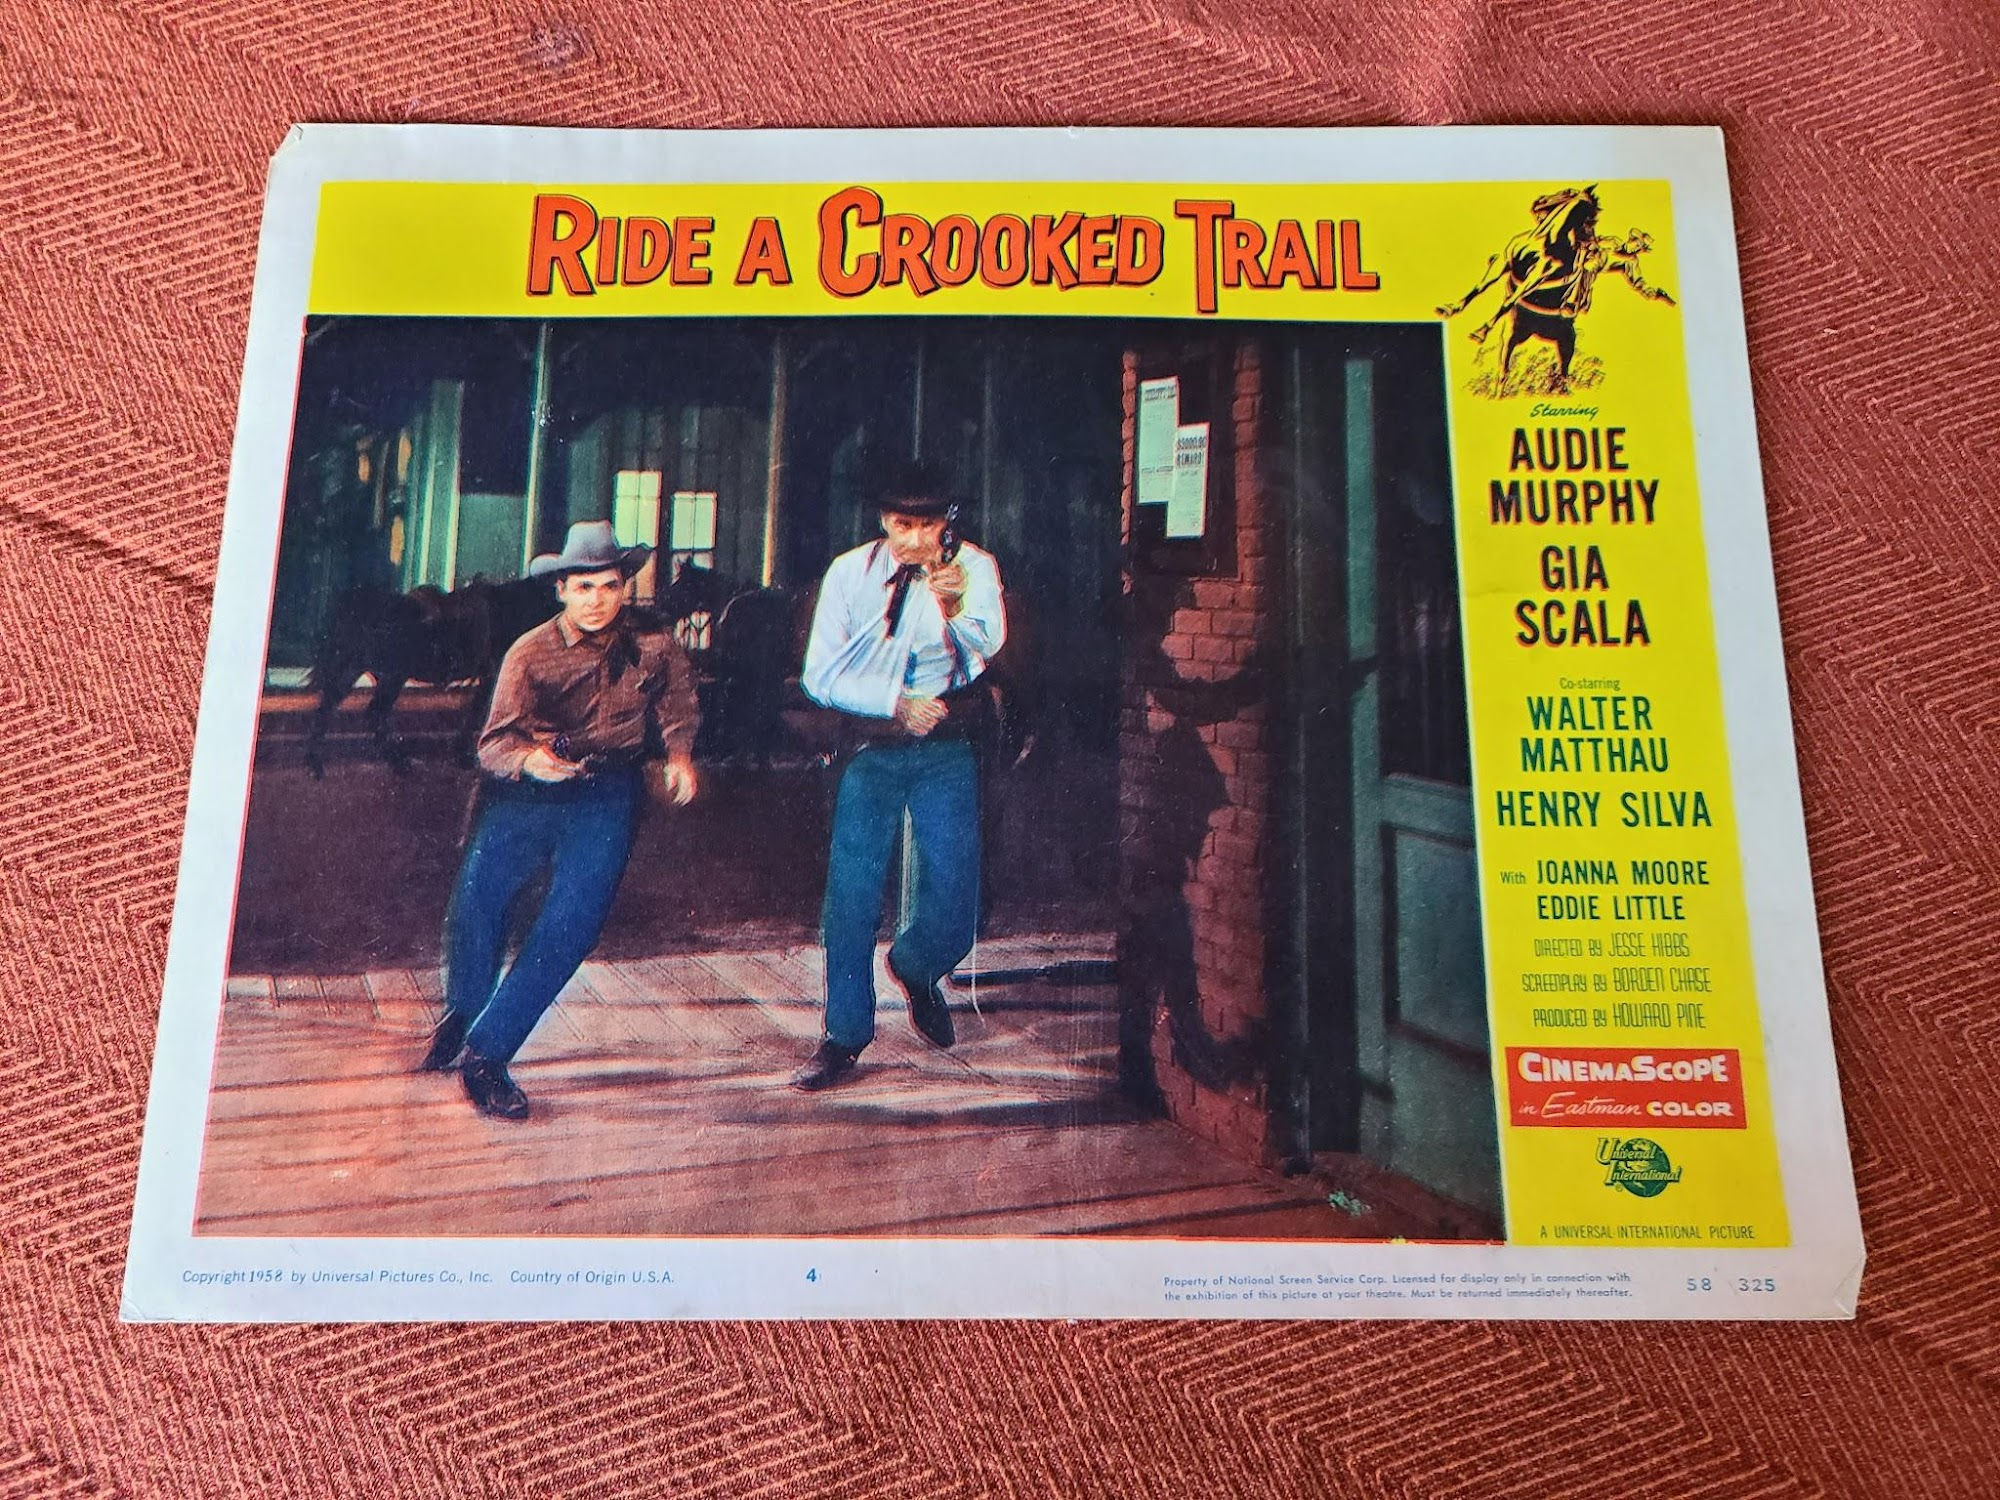 RIDE A CROOKED TRAIL
$5000.00
REWARD!
Starring
AUDIE
MURPHY
GIA
SCALA
Co-starring
WALTER
MATTHAU
HENRY SILVA
With JOANNA MOORE
EDDIE LITTLE
DIRECTED BY JESSE HIBBS
SCREENPLAY BY BORDEN CHASE
PRODUCED BY HOWARD PINE
CINEMASCOPE
in Eastman COLOR
Universal
International
A UNIVERSAL-INTERNATIONAL PICTURE
Copyright 1958 by Universal Pictures Co., Inc. Country of Origin U.S.A.
4
Property of National Screen Service Corp. Licensed for display only in connection with
the exhibition of this picture at your theatre. Must be returned immediately thereafter.
58 325